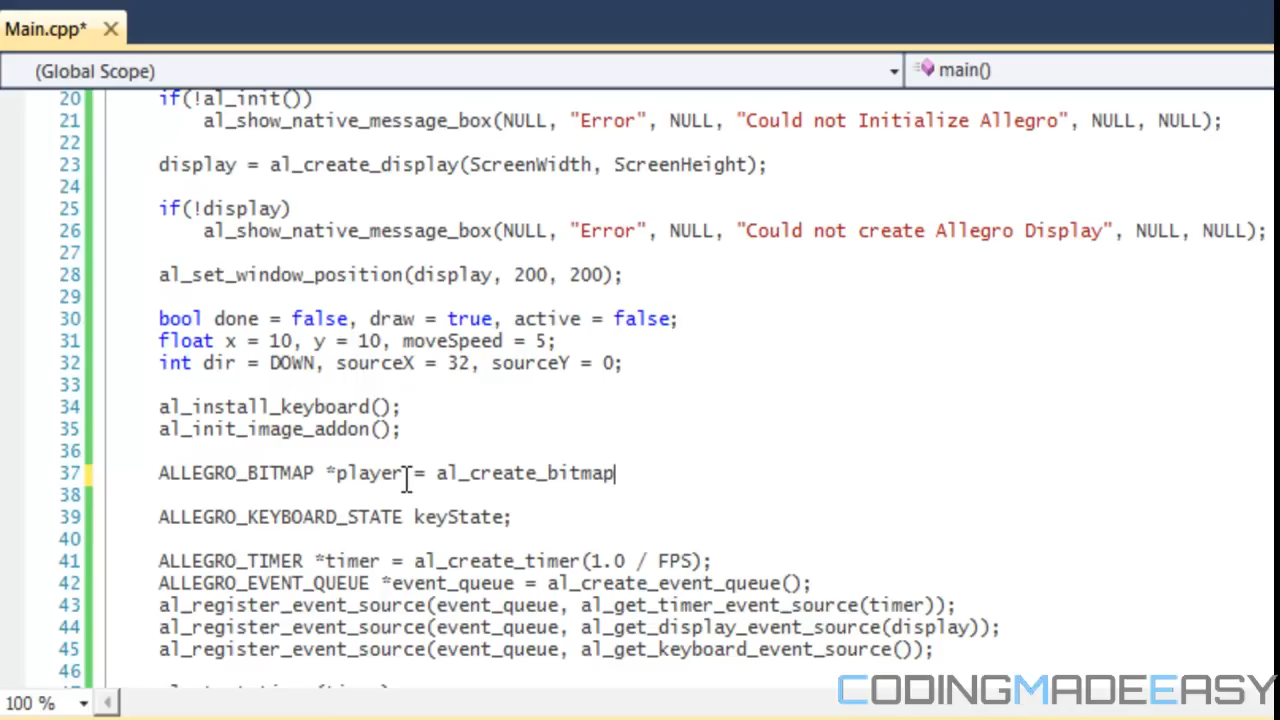 Main.cpp*
(Global Scope)
main()
20 if(!al_init())
21 al_show_native_message_box(NULL, "Error", NULL, "Could not Initialize Allegro", NULL, NULL);
22
23 display = al_create_display(ScreenWidth, ScreenHeight);
24
25 if(!display)
26 al_show_native_message_box(NULL, "Error", NULL, "Could not create Allegro Display", NULL, NULL);
27
28 al_set_window_position(display, 200, 200);
29
30 bool done = false, draw = true, active = false;
31 float x = 10, y = 10, moveSpeed = 5;
32 int dir = DOWN, sourceX = 32, sourceY = 0;
33
34 al_install_keyboard();
35 al_init_image_addon();
36
37 ALLEGRO_BITMAP *player = al_create_bitmap
38
39 ALLEGRO_KEYBOARD_STATE keyState;
40
41 ALLEGRO_TIMER *timer = al_create_timer(1.0 / FPS);
42 ALLEGRO_EVENT_QUEUE *event_queue = al_create_event_queue();
43 al_register_event_source(event_queue, al_get_timer_event_source(timer));
44 al_register_event_source(event_queue, al_get_display_event_source(display));
45 al_register_event_source(event_queue, al_get_keyboard_event_source());
46
100 %
CODINGMADEEASY